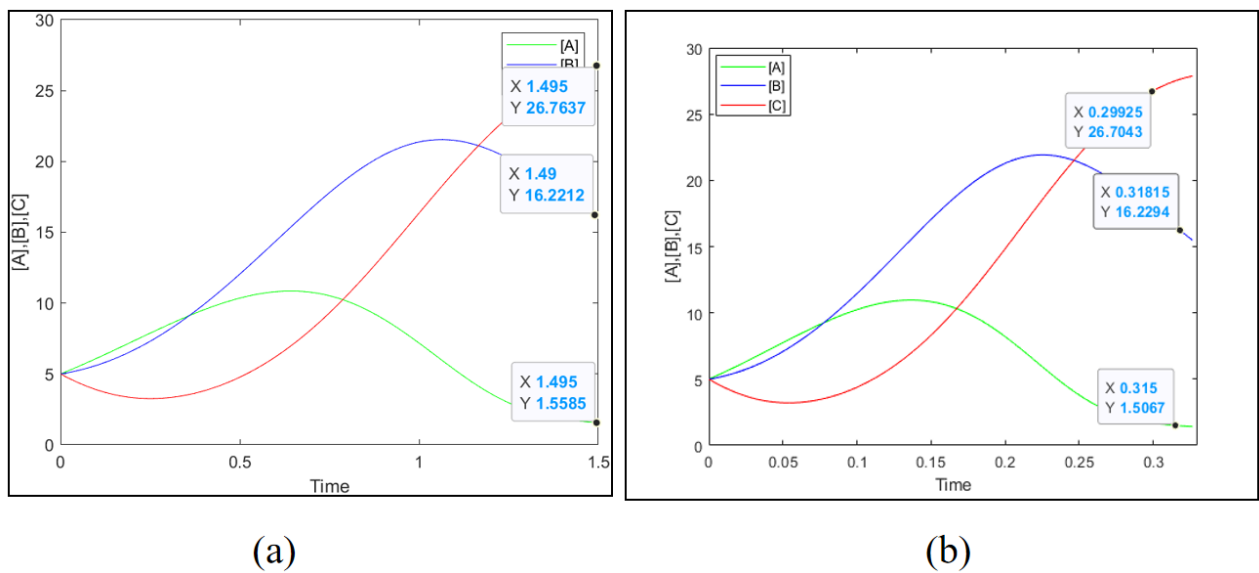 30
25
20
15
10
5
0
[A],[B],[C]
[A]
[B]
X 1.495
Y 26.7637
X 1.49
Y 16.2212
X 1.495
Y 1.5585
0
0.5
1
1.5
Time
(a)
30
25
20
15
10
5
0
[A],[B],[C]
[A]
[B]
[C]
X 0.29925
Y 26.7043
X 0.31815
Y 16.2294
X 0.315
Y 1.5067
0
0.05
0.1
0.15
0.2
0.25
0.3
Time
(b)